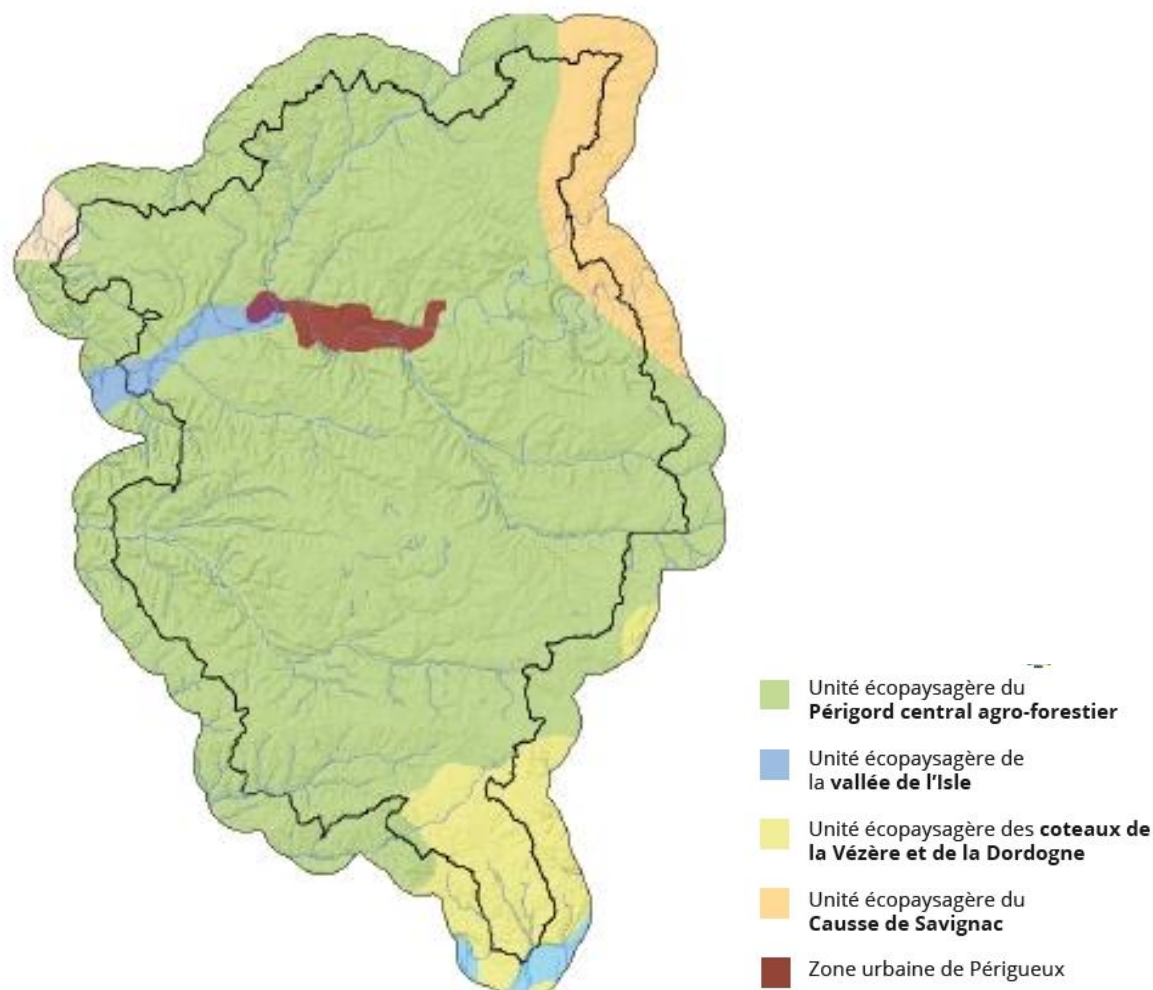 Unité écopaysagère du
Périgord central agro-forestier
Unité écopaysagère de
la vallée de l'Isle
Unité écopaysagère des coteaux de
la Vézère et de la Dordogne
Unité écopaysagère du
Causse de Savignac
Zone urbaine de Périgueux